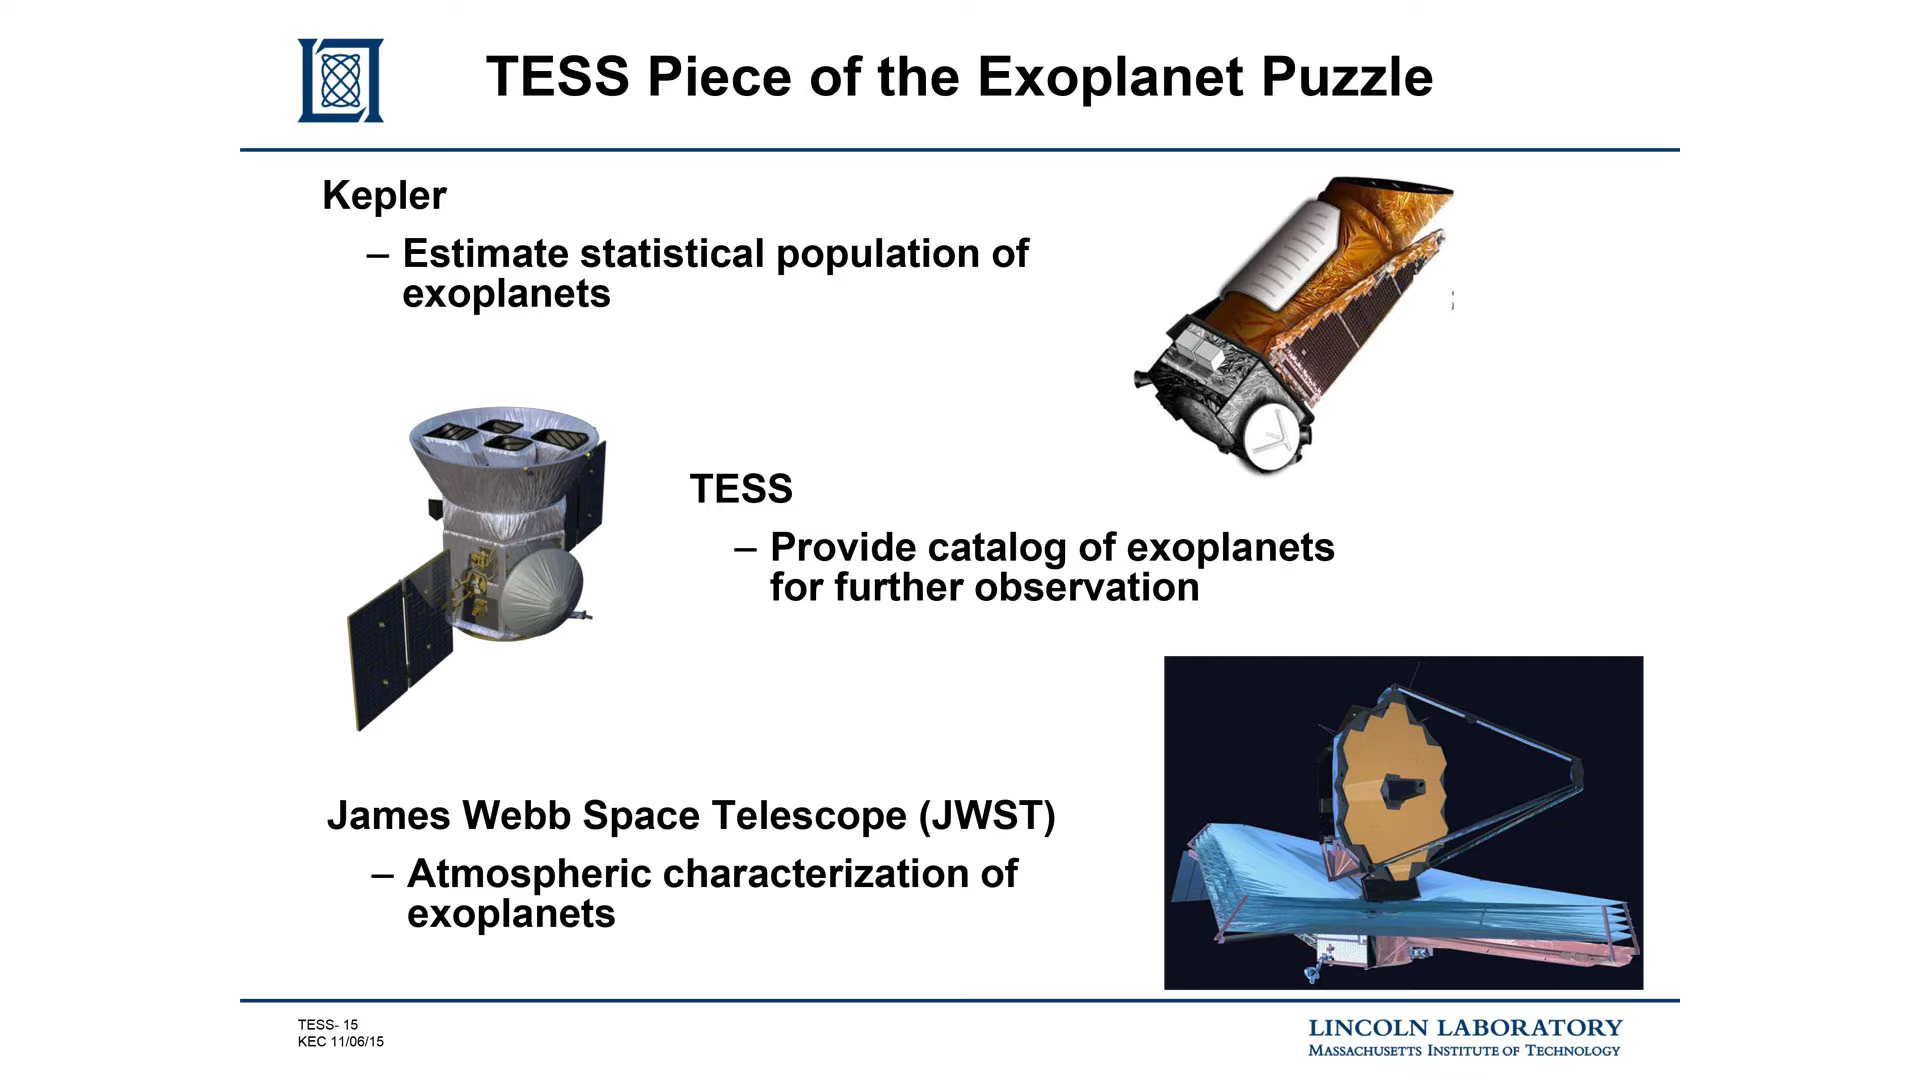 TESS Piece of the Exoplanet Puzzle
Kepler
– Estimate statistical population of
exoplanets
TESS
– Provide catalog of exoplanets
for further observation
James Webb Space Telescope (JWST)
– Atmospheric characterization of
exoplanets
TESS- 15
KEC 11/06/15
LINCOLN LABORATORY
MASSACHUSETTS INSTITUTE OF TECHNOLOGY